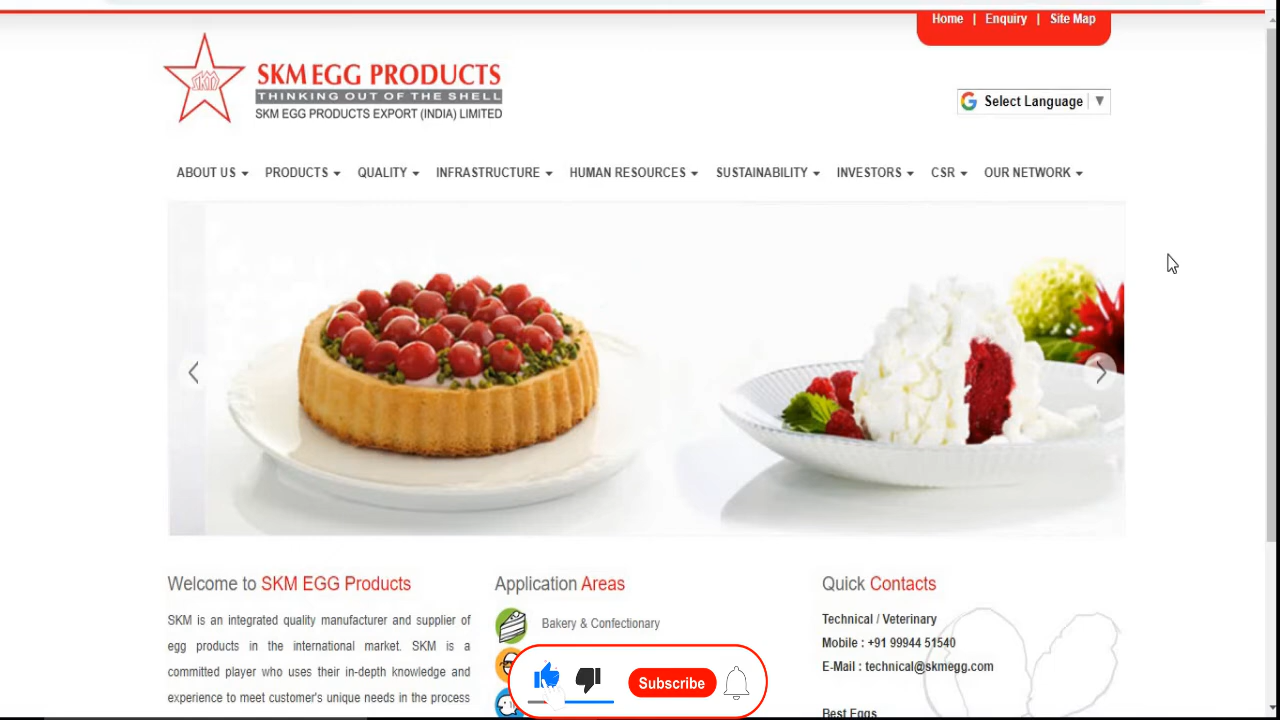 Home | Enquiry | Site Map
SKM
SKM EGG PRODUCTS
THINKING OUT OF THE SHELL
SKM EGG PRODUCTS EXPORT (INDIA) LIMITED
Select Language
ABOUT US PRODUCTS QUALITY INFRASTRUCTURE HUMAN RESOURCES SUSTAINABILITY INVESTORS CSR OUR NETWORK
Welcome to SKM EGG Products
SKM is an integrated quality manufacturer and supplier of
egg products in the international market. SKM is a
committed player who uses their in-depth knowledge and
experience to meet customer's unique needs in the process
Application Areas
Bakery & Confectionary
Quick Contacts
Technical / Veterinary
Mobile : +91 99944 51540
E-Mail : technical@skmegg.com
Best Eggs
Subscribe